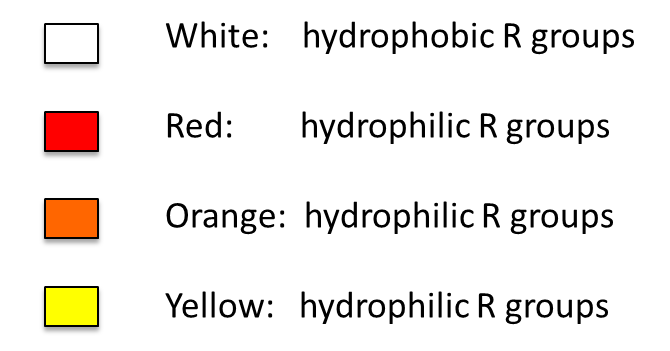 White: hydrophobic R groups
Red: hydrophilic R groups
Orange: hydrophilic R groups
Yellow: hydrophilic R groups